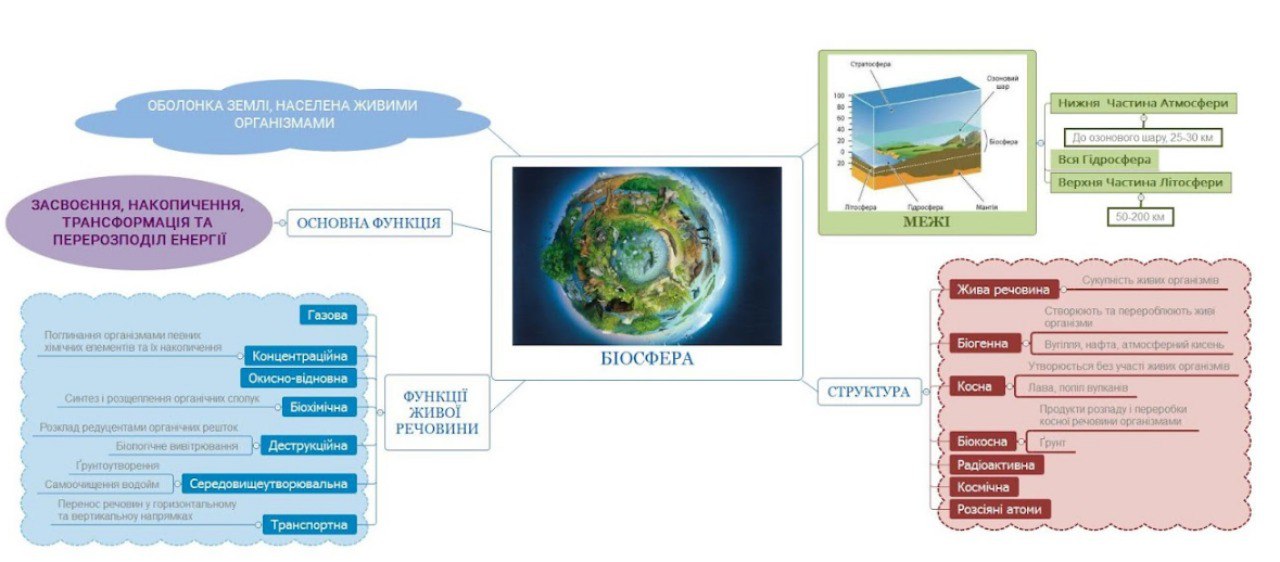 ОБОЛОНКА ЗЕМЛІ, НАСЕЛЕНА ЖИВИМИ
ОРГАНІЗМАМИ
ЗАСВОЄННЯ, НАКОПИЧЕННЯ,
ТРАНСФОРМАЦІЯ ТА
ПЕРЕРОЗПОДІЛ ЕНЕРГІЇ
ОСНОВНА ФУНКЦІЯ
БІОСФЕРА
Стратосфера
Озоновий
шар
100
80
60
40
20
0
20
Біосфера
Літосфера
Гідросфера
Мантія
МЕЖІ
Нижня Частина Атмосфери
До озонового шару, 25-30 км
Вся Гідросфера
Верхня Частина Літосфери
50-200 км
ФУНКЦІЇ
ЖИВОЇ
РЕЧОВИНИ
Газова
Поглинання організмами певних
хімічних елементів та їх накопичення
Концентраційна
Окисно-відновна
Синтез і розщеплення органічних сполук
Біохімічна
Розклад редуцентами органічних решток
Біологічне вивітрювання
Деструкційна
Ґрунтоутворення
Самоочищення водойм
Середовищеутворювальна
Перенос речовин у горизонтальному
та вертикальноу напрямках
Транспортна
СТРУКТУРА
Жива речовина
Сукупність живих організмів
Створюють та перероблюють живі
організми
Біогенна
Вугілля, нафта, атмосферний кисень
Утворюється без участі живих організмів
Косна
Лава, попіл вулканів
Продукти розпаду і переробки
косної речовини організмами
Біокосна
Ґрунт
Радіоактивна
Космічна
Розсіяні атоми